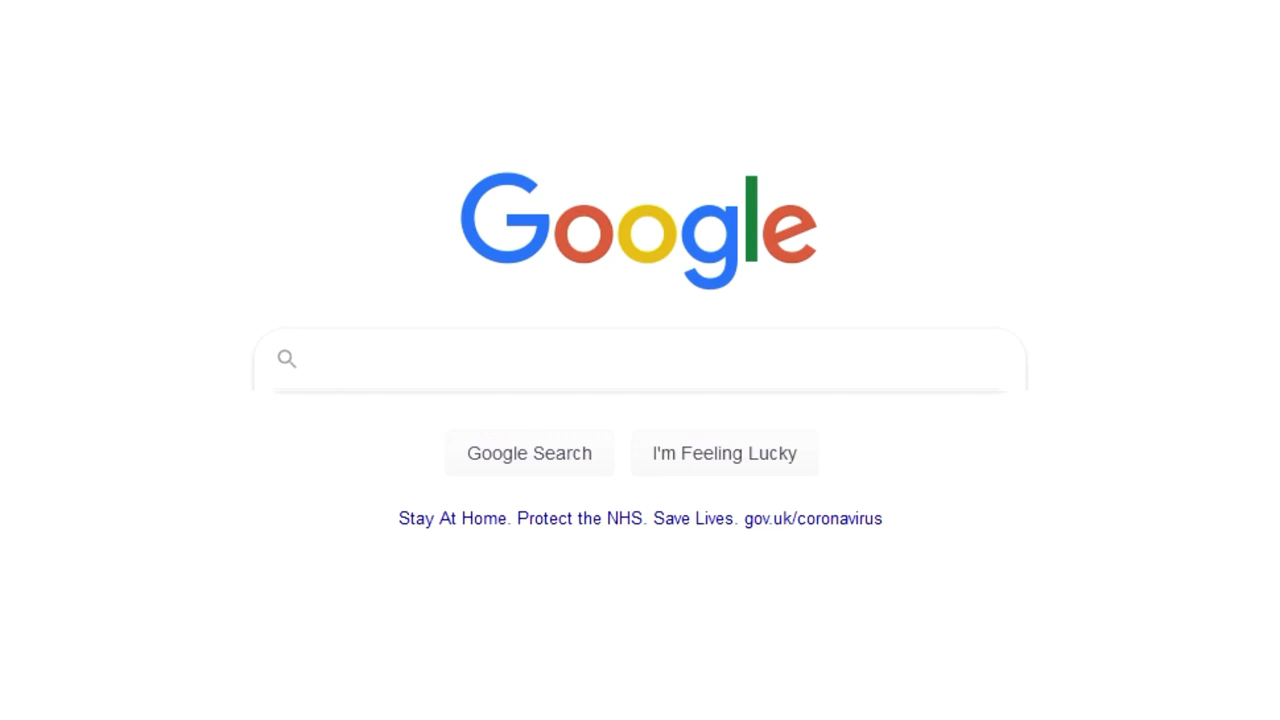 Google
Google Search
I'm Feeling Lucky
Stay At Home. Protect the NHS. Save Lives. gov.uk/coronavirus